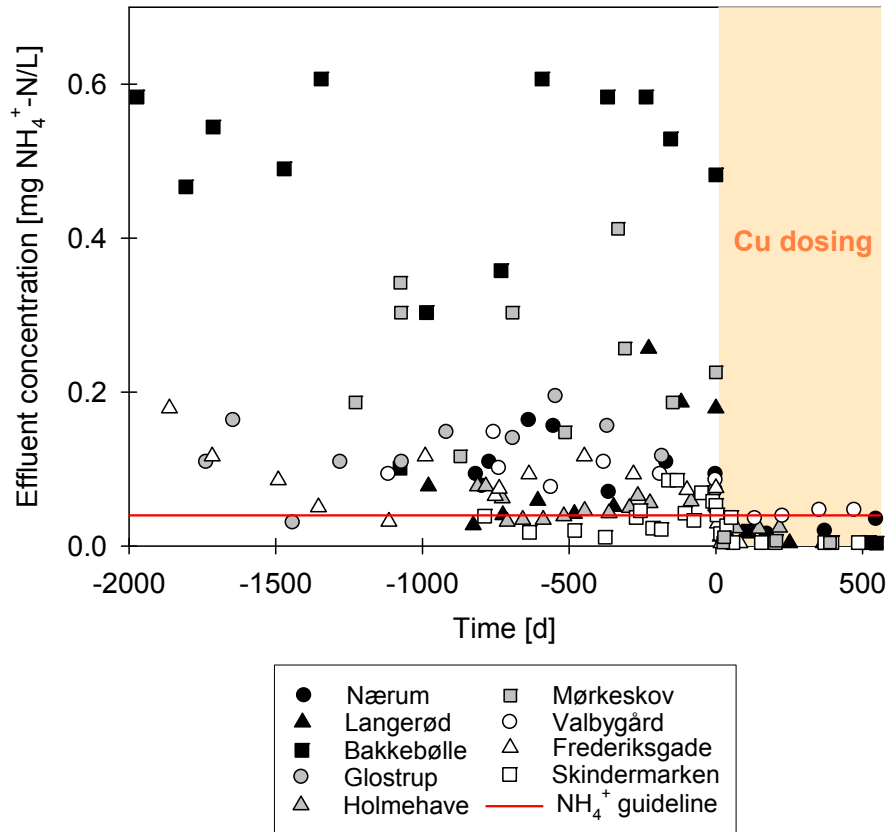 Effluent concentration [mg NH₄⁺-N/L]
0.6
0.4
0.2
0.0
Cu dosing
-2000 -1500 -1000 -500 0 500
Time [d]
Nærum Mørkeskov
Langerød Valbygård
Bakkebølle Frederiksgade
Glostrup Skindermarken
Holmehave NH₄⁺ guideline